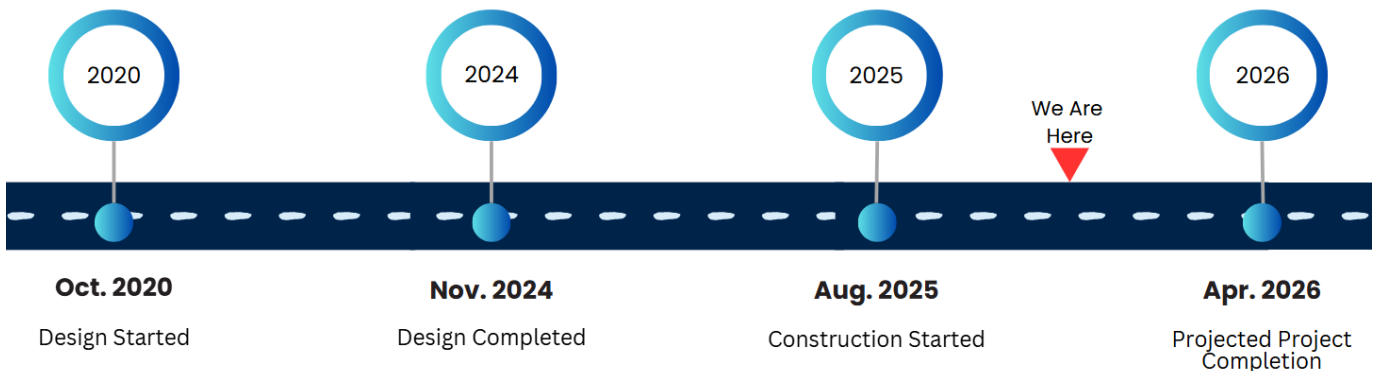 2020
2024
2025
2026
We Are
Here
Oct. 2020
Nov. 2024
Aug. 2025
Apr. 2026
Design Started
Design Completed
Construction Started
Projected Project
Completion